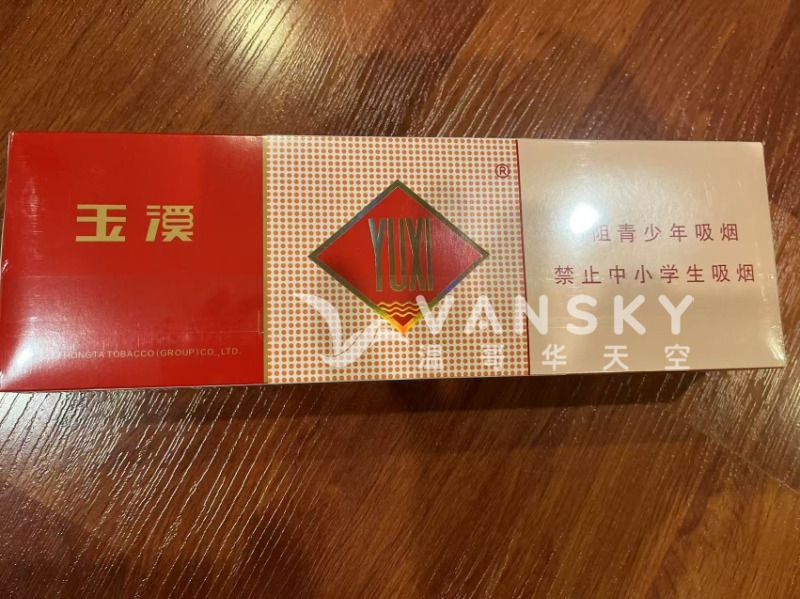 玉溪
HONGTA TOBACCO (GROUP) CO., LTD.
YUXI
®
阻青少年吸烟
禁止中小学生吸烟
VANSKY
温哥华天空